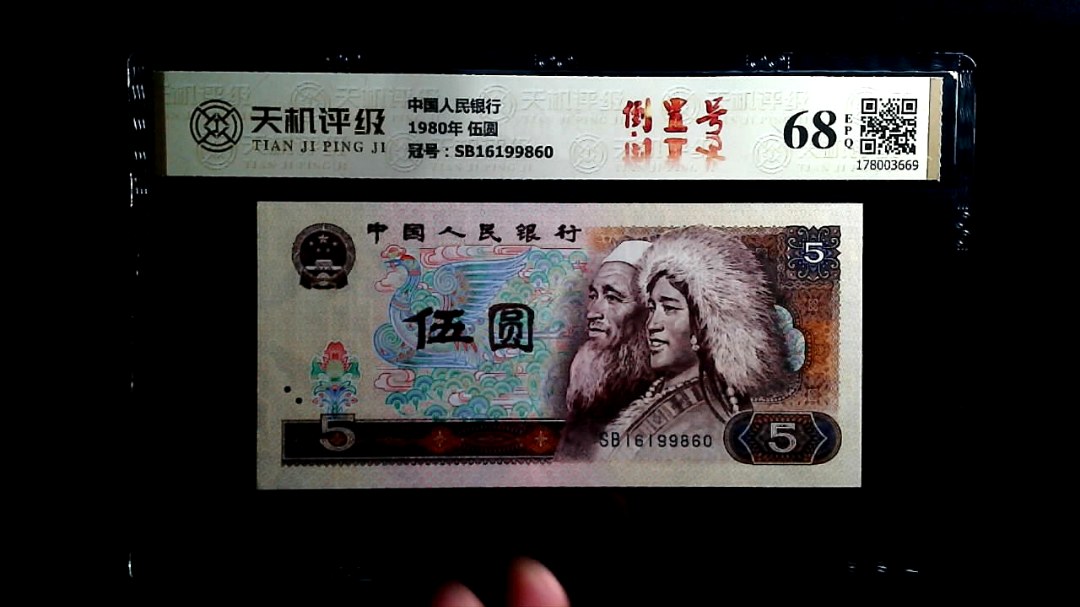 天机评级
TIAN JI PING JI
中国人民银行
1980年 伍圆
冠号：SB16199860
倒置号
68
EPQ
178003669
中国人民银行
5
伍圆
5
SB16199860
5